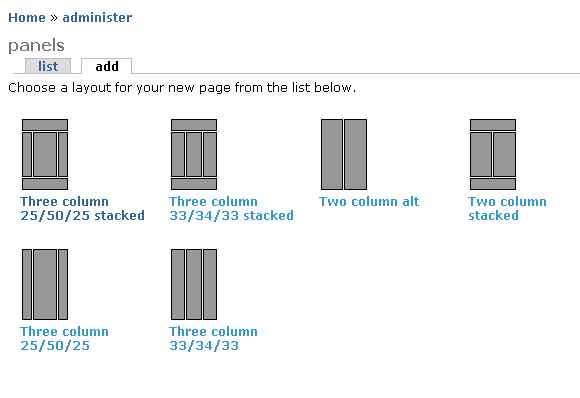 Home » administer
panels
list add
Choose a layout for your new page from the list below.
Three column
25/50/25 stacked
Three column
33/34/33 stacked
Two column alt
Two column
stacked
Three column
25/50/25
Three column
33/34/33